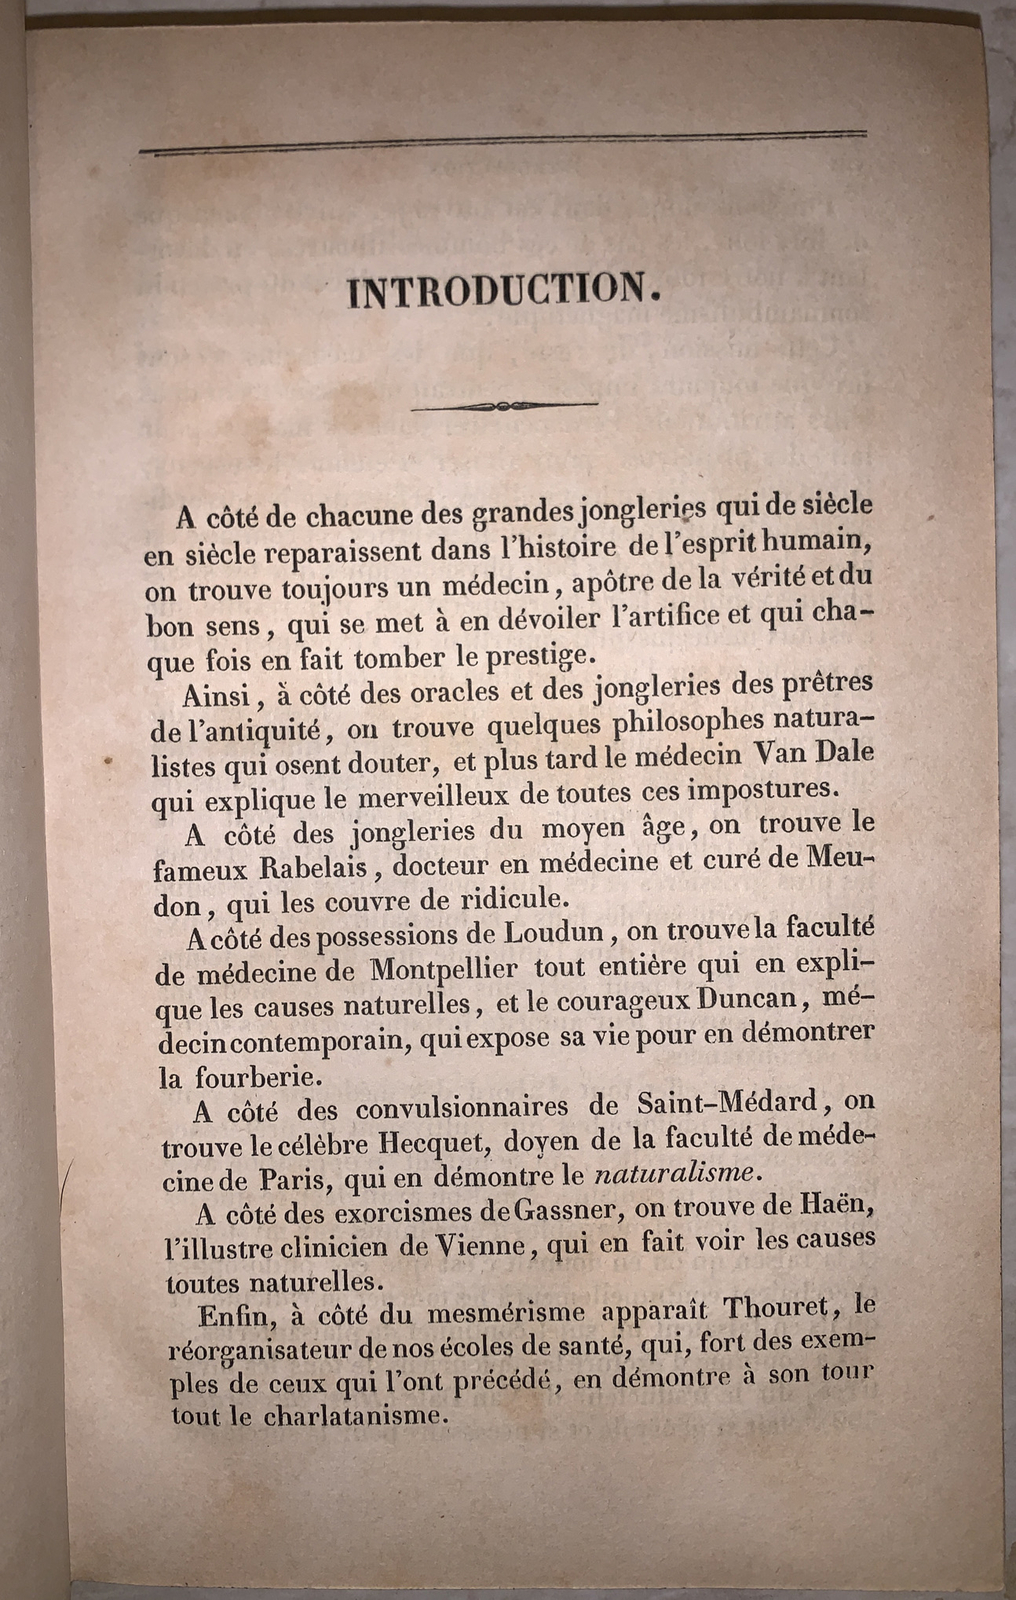 INTRODUCTION.
A côté de chacune des grandes jongleries qui de siècle
en siècle reparaissent dans l'histoire de l'esprit humain,
on trouve toujours un médecin, apôtre de la vérité et du
bon sens, qui se met à en dévoiler l'artifice et qui cha-
que fois en fait tomber le prestige.
Ainsi, à côté des oracles et des jongleries des prêtres
de l'antiquité, on trouve quelques philosophes natura-
listes qui osent douter, et plus tard le médecin Van Dale
qui explique le merveilleux de toutes ces impostures.
A côté des jongleries du moyen âge, on trouve le
fameux Rabelais, docteur en médecine et curé de Meu-
don, qui les couvre de ridicule.
A côté des possessions de Loudun, on trouve la faculté
de médecine de Montpellier tout entière qui en expli-
que les causes naturelles, et le courageux Duncan, mé-
decin contemporain, qui expose sa vie pour en démontrer
la fourberie.
A côté des convulsionnaires de Saint-Médard, on
trouve le célèbre Hecquet, doyen de la faculté de méde-
cine de Paris, qui en démontre le naturalisme.
A côté des exorcismes de Gassner, on trouve de Haën,
l'illustre clinicien de Vienne, qui en fait voir les causes
toutes naturelles.
Enfin, à côté du mesmérisme apparaît Thouret, le
réorganisateur de nos écoles de santé, qui, fort des exem-
ples de ceux qui l'ont précédé, en démontre à son tour
tout le charlatanisme.